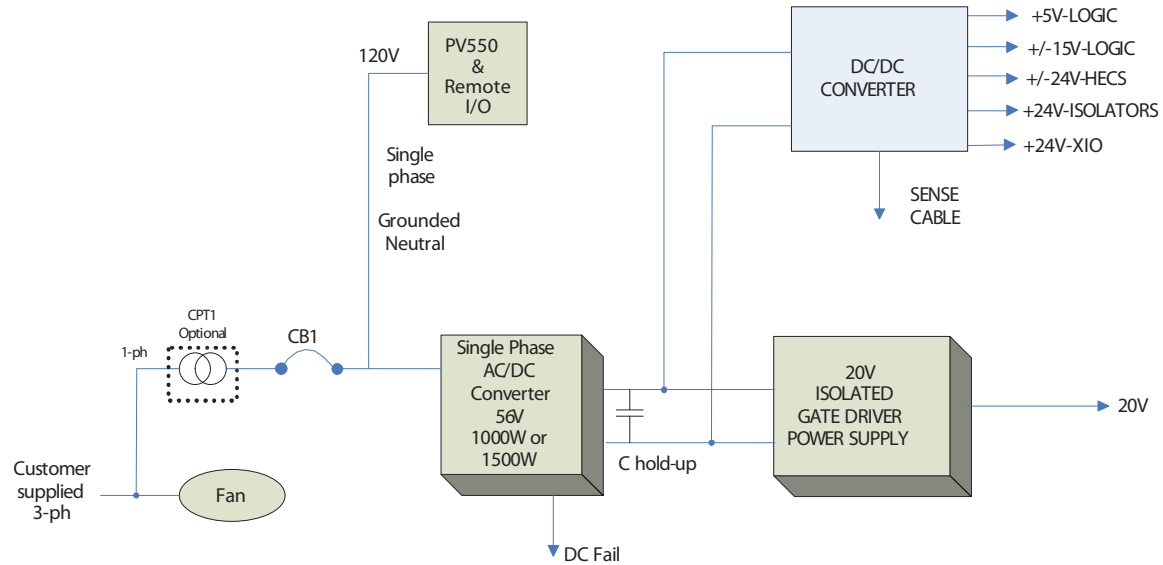 120V
PV550
&
Remote
I/O
Single
phase
Grounded
Neutral
DC/DC
CONVERTER
+5V-LOGIC
+/-15V-LOGIC
+/-24V-HECS
+24V-ISOLATORS
+24V-XIO
SENSE
CABLE
CPT1
Optional
1-ph
CB1
Single Phase
AC/DC
Converter
56V
1000W or
1500W
C hold-up
20V
ISOLATED
GATE DRIVER
POWER SUPPLY
20V
Customer
supplied
3-ph
Fan
DC Fail